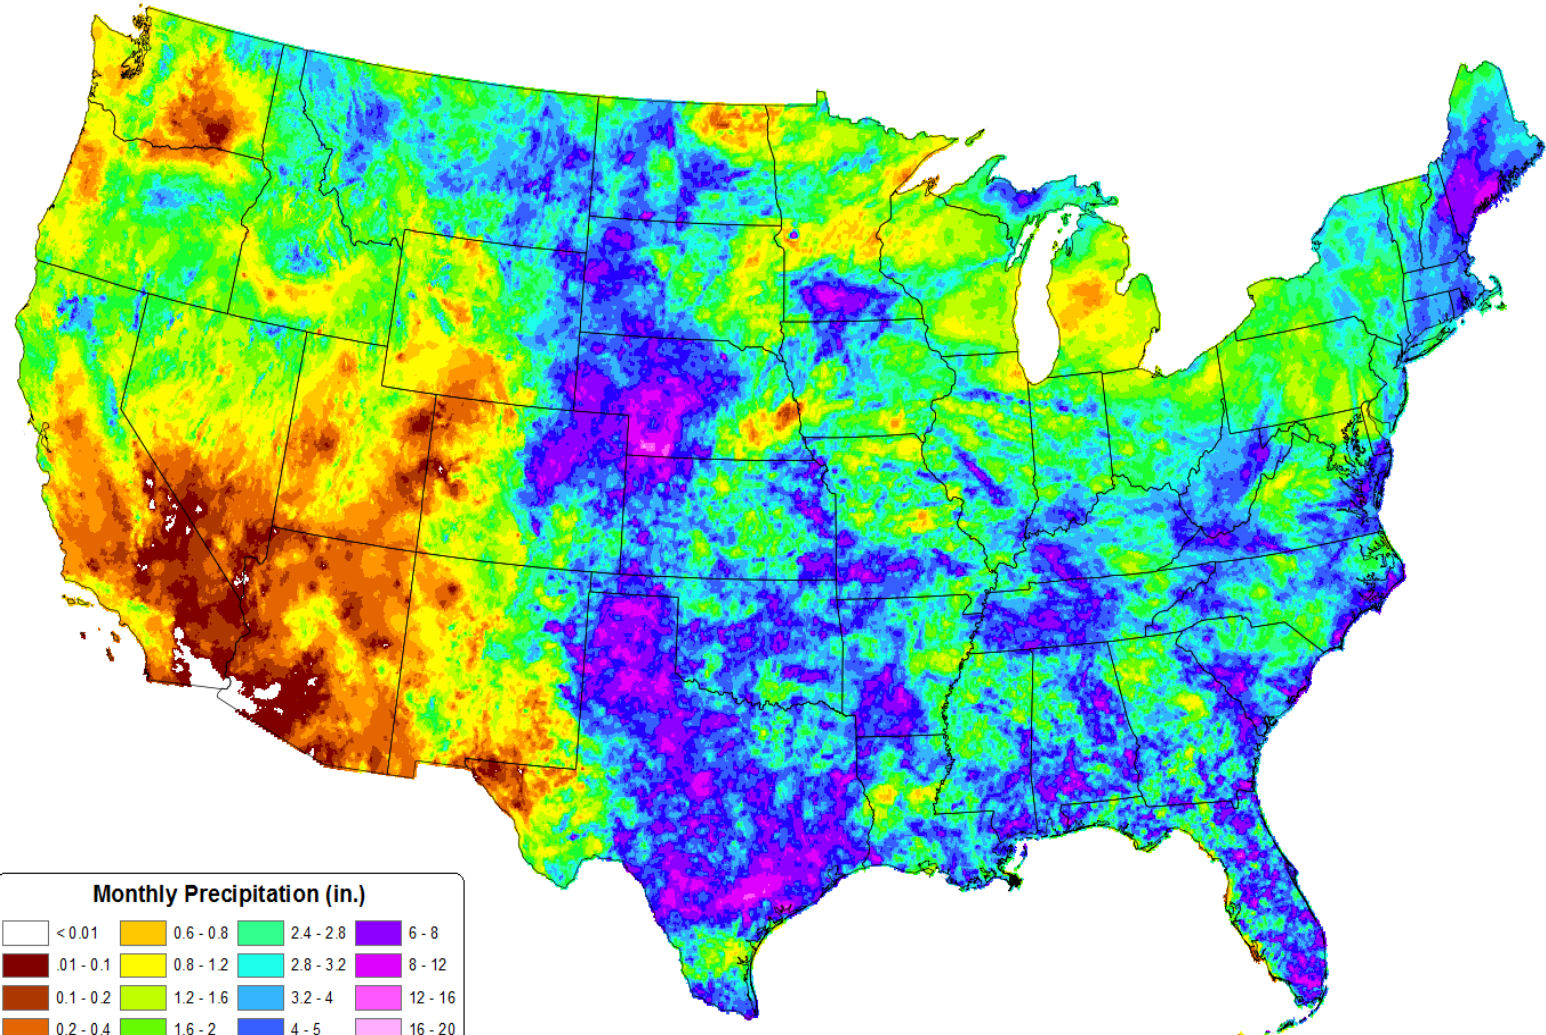 Monthly Precipitation (in.)
< 0.01 0.6 - 0.8 2.4 - 2.8 6 - 8
.01 - 0.1 0.8 - 1.2 2.8 - 3.2 8 - 12
0.1 - 0.2 1.2 - 1.6 3.2 - 4 12 - 16
0.2 - 0.4 1.6 - 2 4 - 5 16 - 20